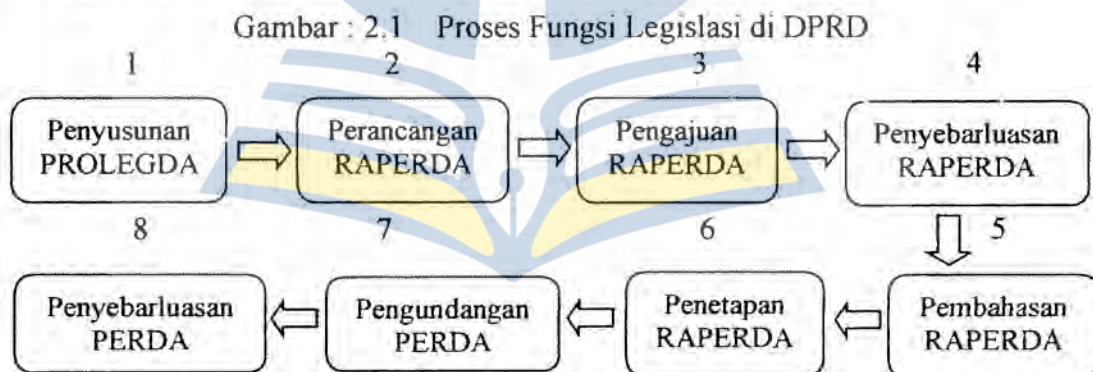 Gambar : 2.1 Proses Fungsi Legislasi di DPRD
1 2 3 4
Penyusunan
PROLEGDA
Perancangan
RAPERDA
Pengajuan
RAPERDA
Penyebarluasan
RAPERDA
8 7 6 5
Penyebarluasan
PERDA
Pengundangan
PERDA
Penetapan
RAPERDA
Pembahasan
RAPERDA